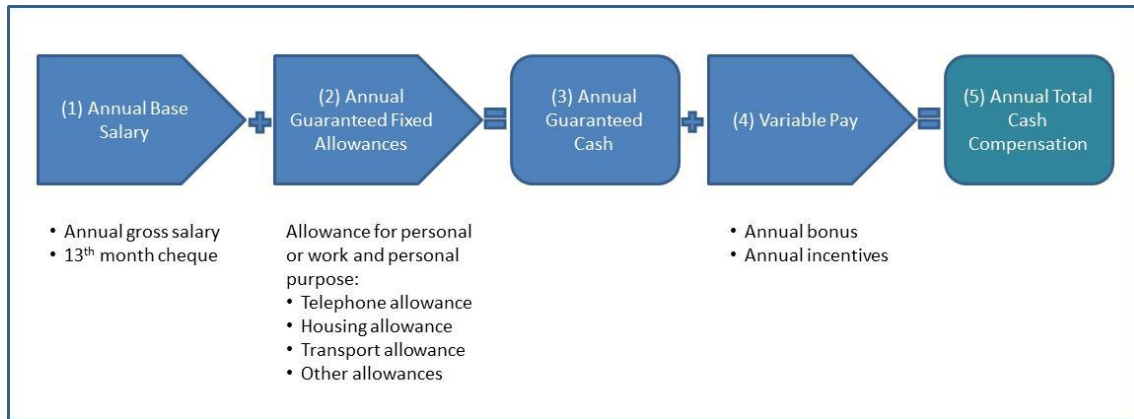 (1) Annual Base
Salary
(2) Annual
Guaranteed Fixed
Allowances
(3) Annual
Guaranteed
Cash
(4) Variable Pay
(5) Annual Total
Cash
Compensation
• Annual gross salary
• 13th month cheque
Allowance for personal
or work and personal
purpose:
• Telephone allowance
• Housing allowance
• Transport allowance
• Other allowances
• Annual bonus
• Annual incentives